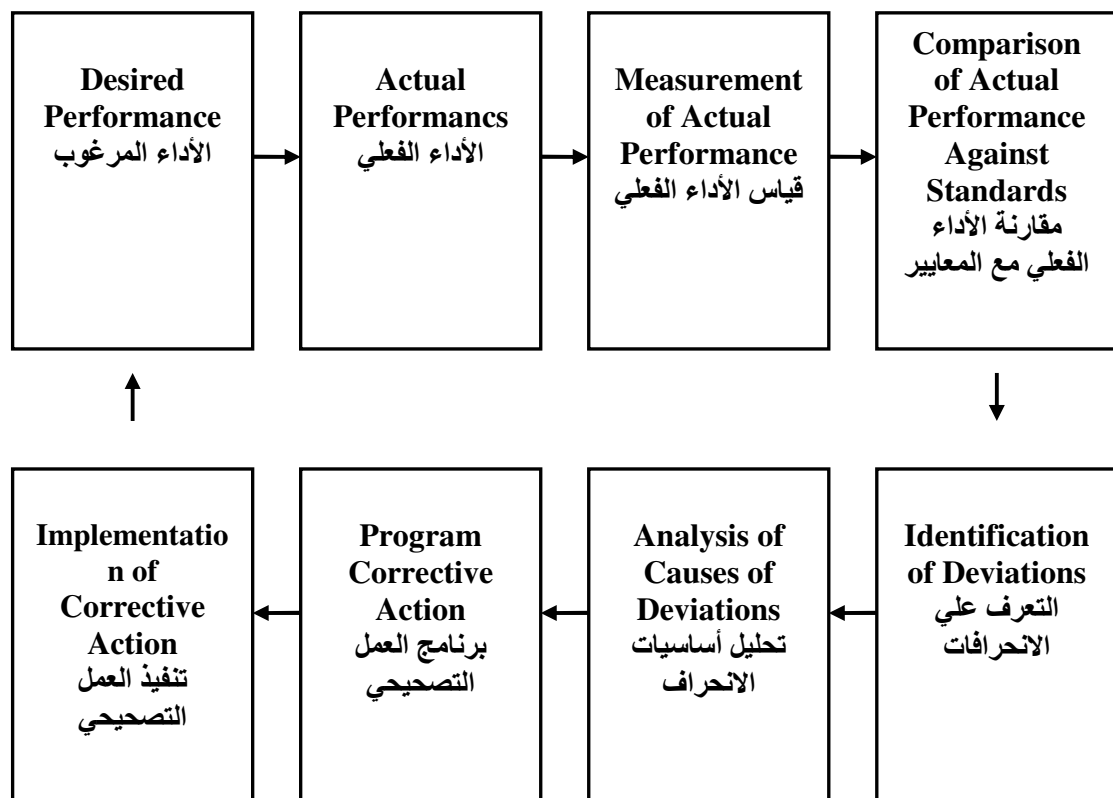 Desired
Performance
الأداء المرغوب
Actual
Performancs
الأداء الفعلي
Measurement
of Actual
Performance
قياس الأداء الفعلي
Comparison
of Actual
Performance
Against
Standards
مقارنة الأداء
الفعلي مع المعايير
Implementatio
n of
Corrective
Action
تنفيذ العمل
التصحيحي
Program
Corrective
Action
برنامج العمل
التصحيحي
Analysis of
Causes of
Deviations
تحليل أساسيات
الانحراف
Identification
of Deviations
التعرف علي
الانحرافات